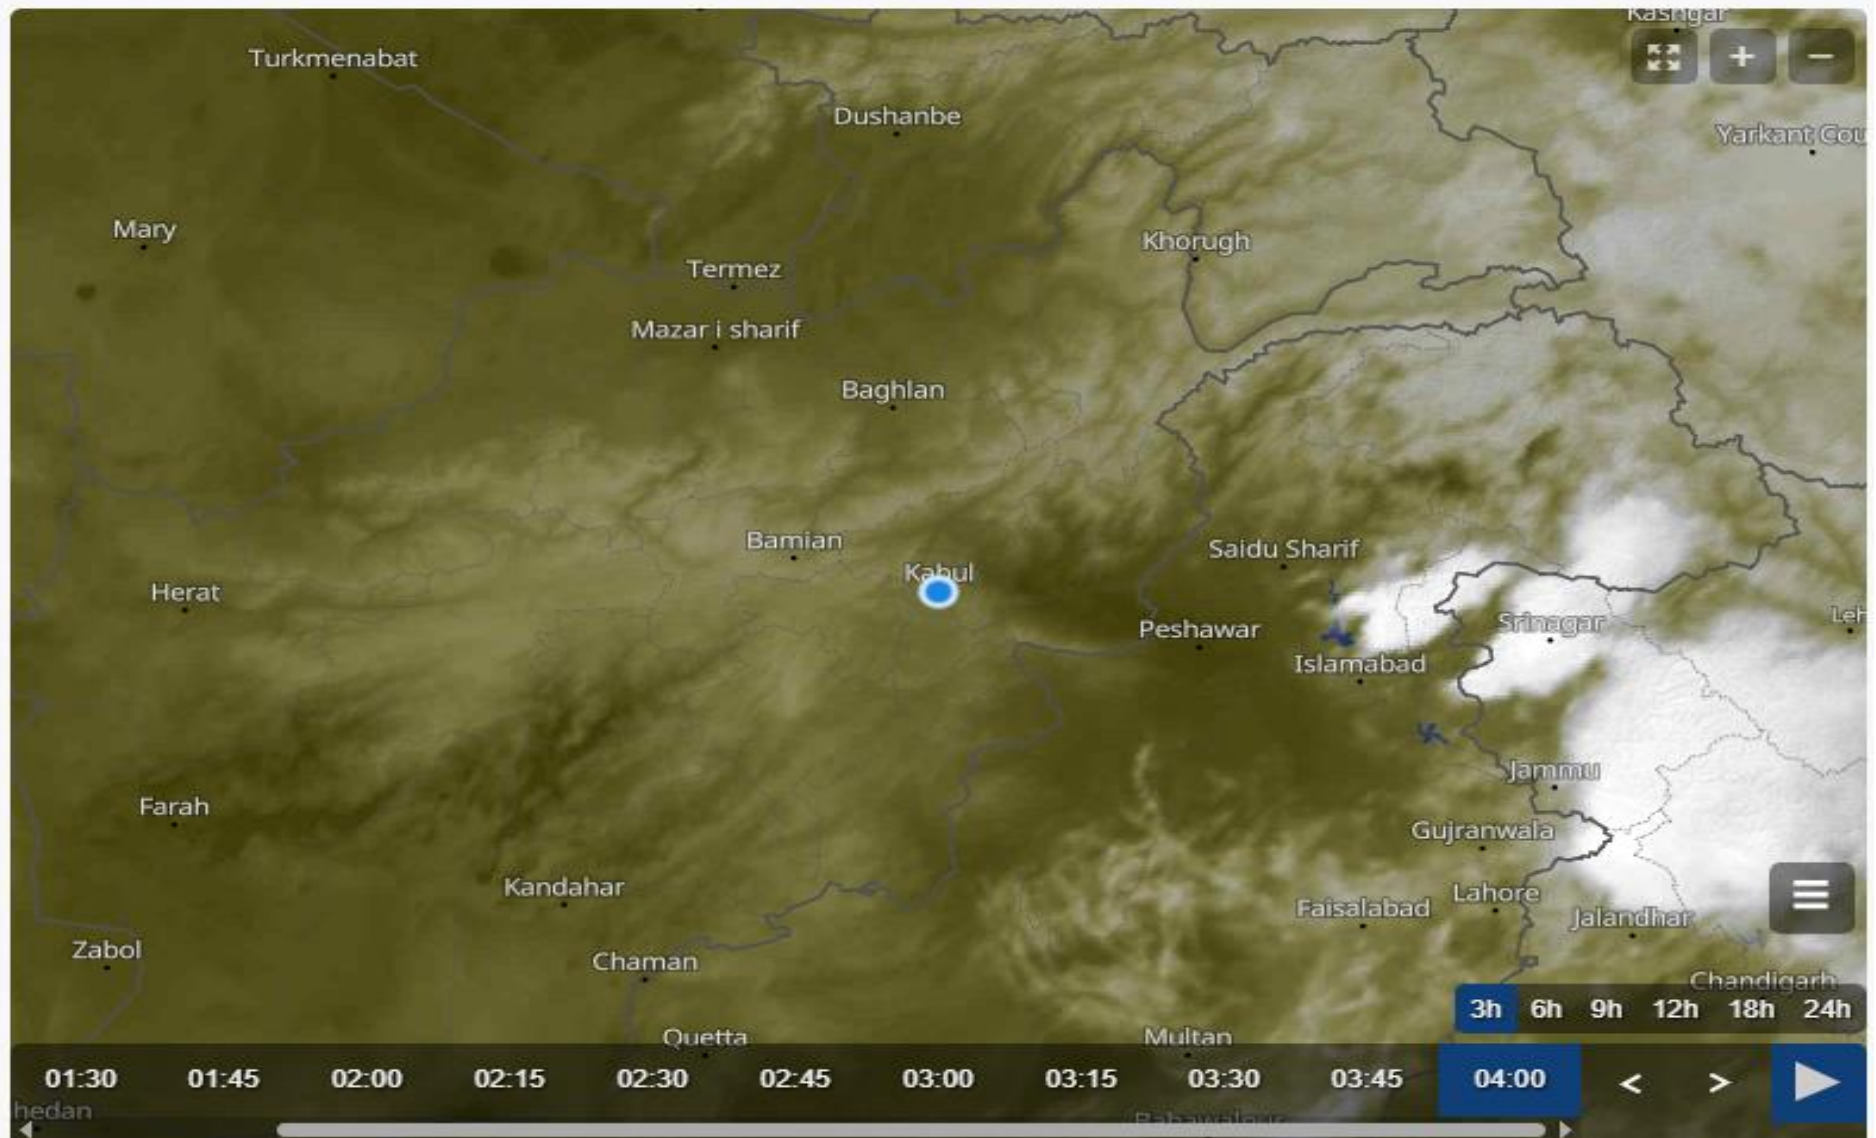 Kashgar
Turkmenabat
Dushanbe
Yarkant Cou
Mary
Khorugh
Termez
Mazar i sharif
Baghlan
Bamian
Saidu Sharif
Kabul
Herat
Srinagar
Leh
Peshawar
Islamabad
Jammu
Farah
Gujranwala
Kandahar
Lahore
Faisalabad
Jalandhar
Zabol
Chaman
Chandigarh
3h 6h 9h 12h 18h 24h
Quetta
Multan
01:30 01:45 02:00 02:15 02:30 02:45 03:00 03:15 03:30 03:45 04:00 < >
hedan
Bahawalpur